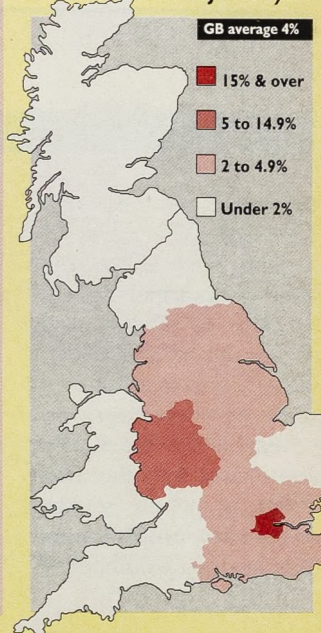 GB average 4%
15% & over
5 to 14.9%
2 to 4.9%
Under 2%